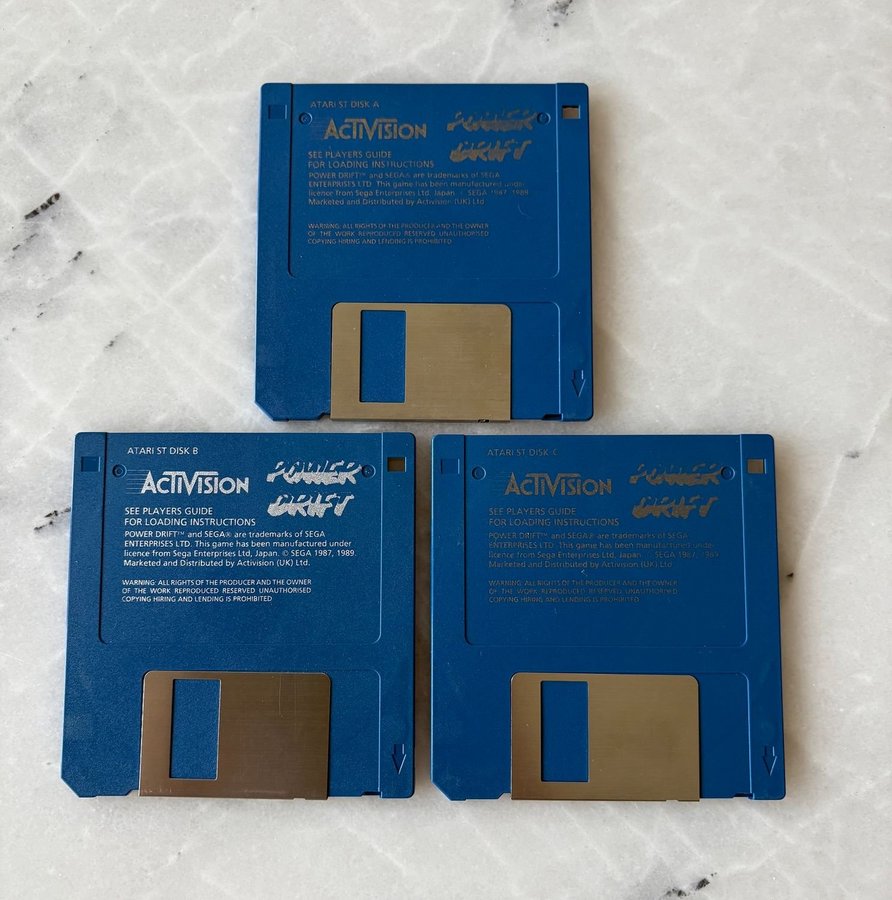 ATARI ST DISK A
ACTIVISION
POWER
DRIFT
SEE PLAYERS GUIDE
FOR LOADING INSTRUCTIONS
POWER DRIFT™ and SEGA® are trademarks of SEGA
ENTERPRISES LTD. This game has been manufactured under
licence from Sega Enterprises Ltd, Japan. © SEGA 1987, 1989.
Marketed and Distributed by Activision (UK) Ltd.
WARNING: ALL RIGHTS OF THE PRODUCER AND THE OWNER
OF THE WORK REPRODUCED RESERVED UNAUTHORISED
COPYING HIRING AND LENDING IS PROHIBITED
ATARI ST DISK B
ACTIVISION
POWER
DRIFT
SEE PLAYERS GUIDE
FOR LOADING INSTRUCTIONS
POWER DRIFT™ and SEGA® are trademarks of SEGA
ENTERPRISES LTD. This game has been manufactured under
licence from Sega Enterprises Ltd, Japan. © SEGA 1987, 1989.
Marketed and Distributed by Activision (UK) Ltd.
WARNING: ALL RIGHTS OF THE PRODUCER AND THE OWNER
OF THE WORK REPRODUCED RESERVED UNAUTHORISED
COPYING HIRING AND LENDING IS PROHIBITED
ATARI ST DISK C
ACTIVISION
POWER
DRIFT
SEE PLAYERS GUIDE
FOR LOADING INSTRUCTIONS
POWER DRIFT™ and SEGA® are trademarks of SEGA
ENTERPRISES LTD. This game has been manufactured under
licence from Sega Enterprises Ltd, Japan. SEGA 1987, 1989.
Marketed and Distributed by Activision (UK) Ltd.
WARNING: ALL RIGHTS OF THE PRODUCER AND THE OWNER
OF THE WORK REPRODUCED RESERVED UNAUTHORISED
COPYING HIRING AND LENDING IS PROHIBITED